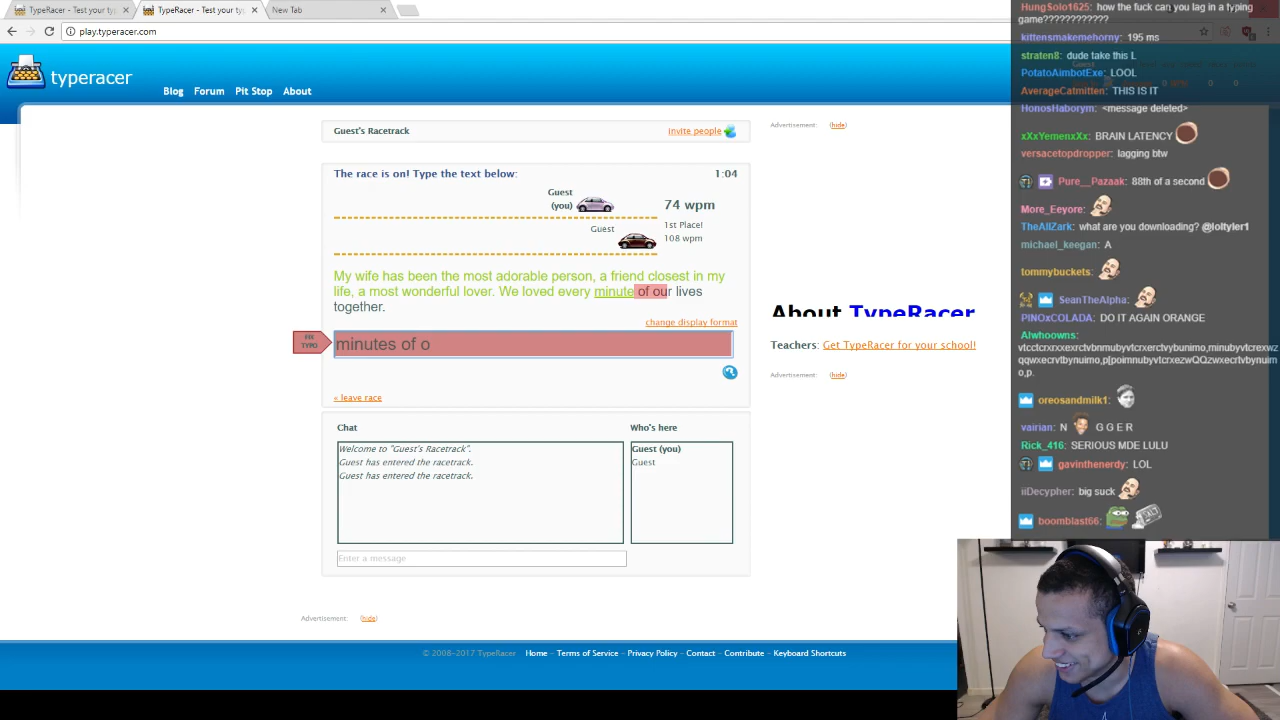 TypeRacer - Test your ty
TypeRacer - Test your ty
New Tab
play.typeracer.com
typeracer
Blog Forum Pit Stop About
Guest's Racetrack
Invite people
The race is on! Type the text below:
1:04
Guest
(you)
74 wpm
Guest
1st Place!
108 wpm
My wife has been the most adorable person, a friend closest in my
life, a most wonderful lover. We loved every minute of our lives
together.
change display format
FIX
TYPO
minutes of o
« leave race
Chat
Who's here
Welcome to "Guest's Racetrack".
Guest has entered the racetrack.
Guest has entered the racetrack.
Guest (you)
Guest
Enter a message
Advertisement: (hide)
About TypeRacer
Teachers: Get TypeRacer for your school!
Advertisement: (hide)
Advertisement: (hide)
© 2008–2017 TypeRacer Home - Terms of Service - Privacy Policy - Contact - Contribute - Keyboard Shortcuts
HungSolo1625: how the fuck can you lag in a typing
game????????????
kittensmakemehorny: 195 ms
straten8: dude take this L
PotatoAimbotExe: LOOL
AverageCatmitten: THIS IS IT
HonosHaborym: <message deleted>
xXxYemenxXx: BRAIN LATENCY
versacetopdropper: lagging btw
Pure__Pazaak: 88th of a second
More_Eeyore:
TheAllZark: what are you downloading? @loltyler1
michael_keegan: A
tommybuckets:
SeanTheAlpha:
PINOxCOLADA: DO IT AGAIN ORANGE
oreosandmilk1:
vairian: N G G E R
Rick_416: SERIOUS MDE LULU
gavinthenerdy: LOL
iiDecypher: big suck
boomblast66: